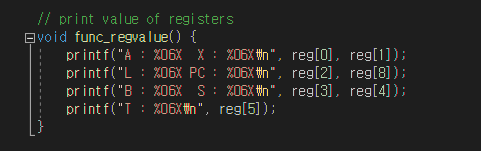 // print value of registers
void func_regvalue() {
printf("A : %06X  X : %06X₩n", reg[0], reg[1]);
printf("L : %06X PC : %06X₩n", reg[2], reg[8]);
printf("B : %06X  S : %06X₩n", reg[3], reg[4]);
printf("T : %06X₩n", reg[5]);
}